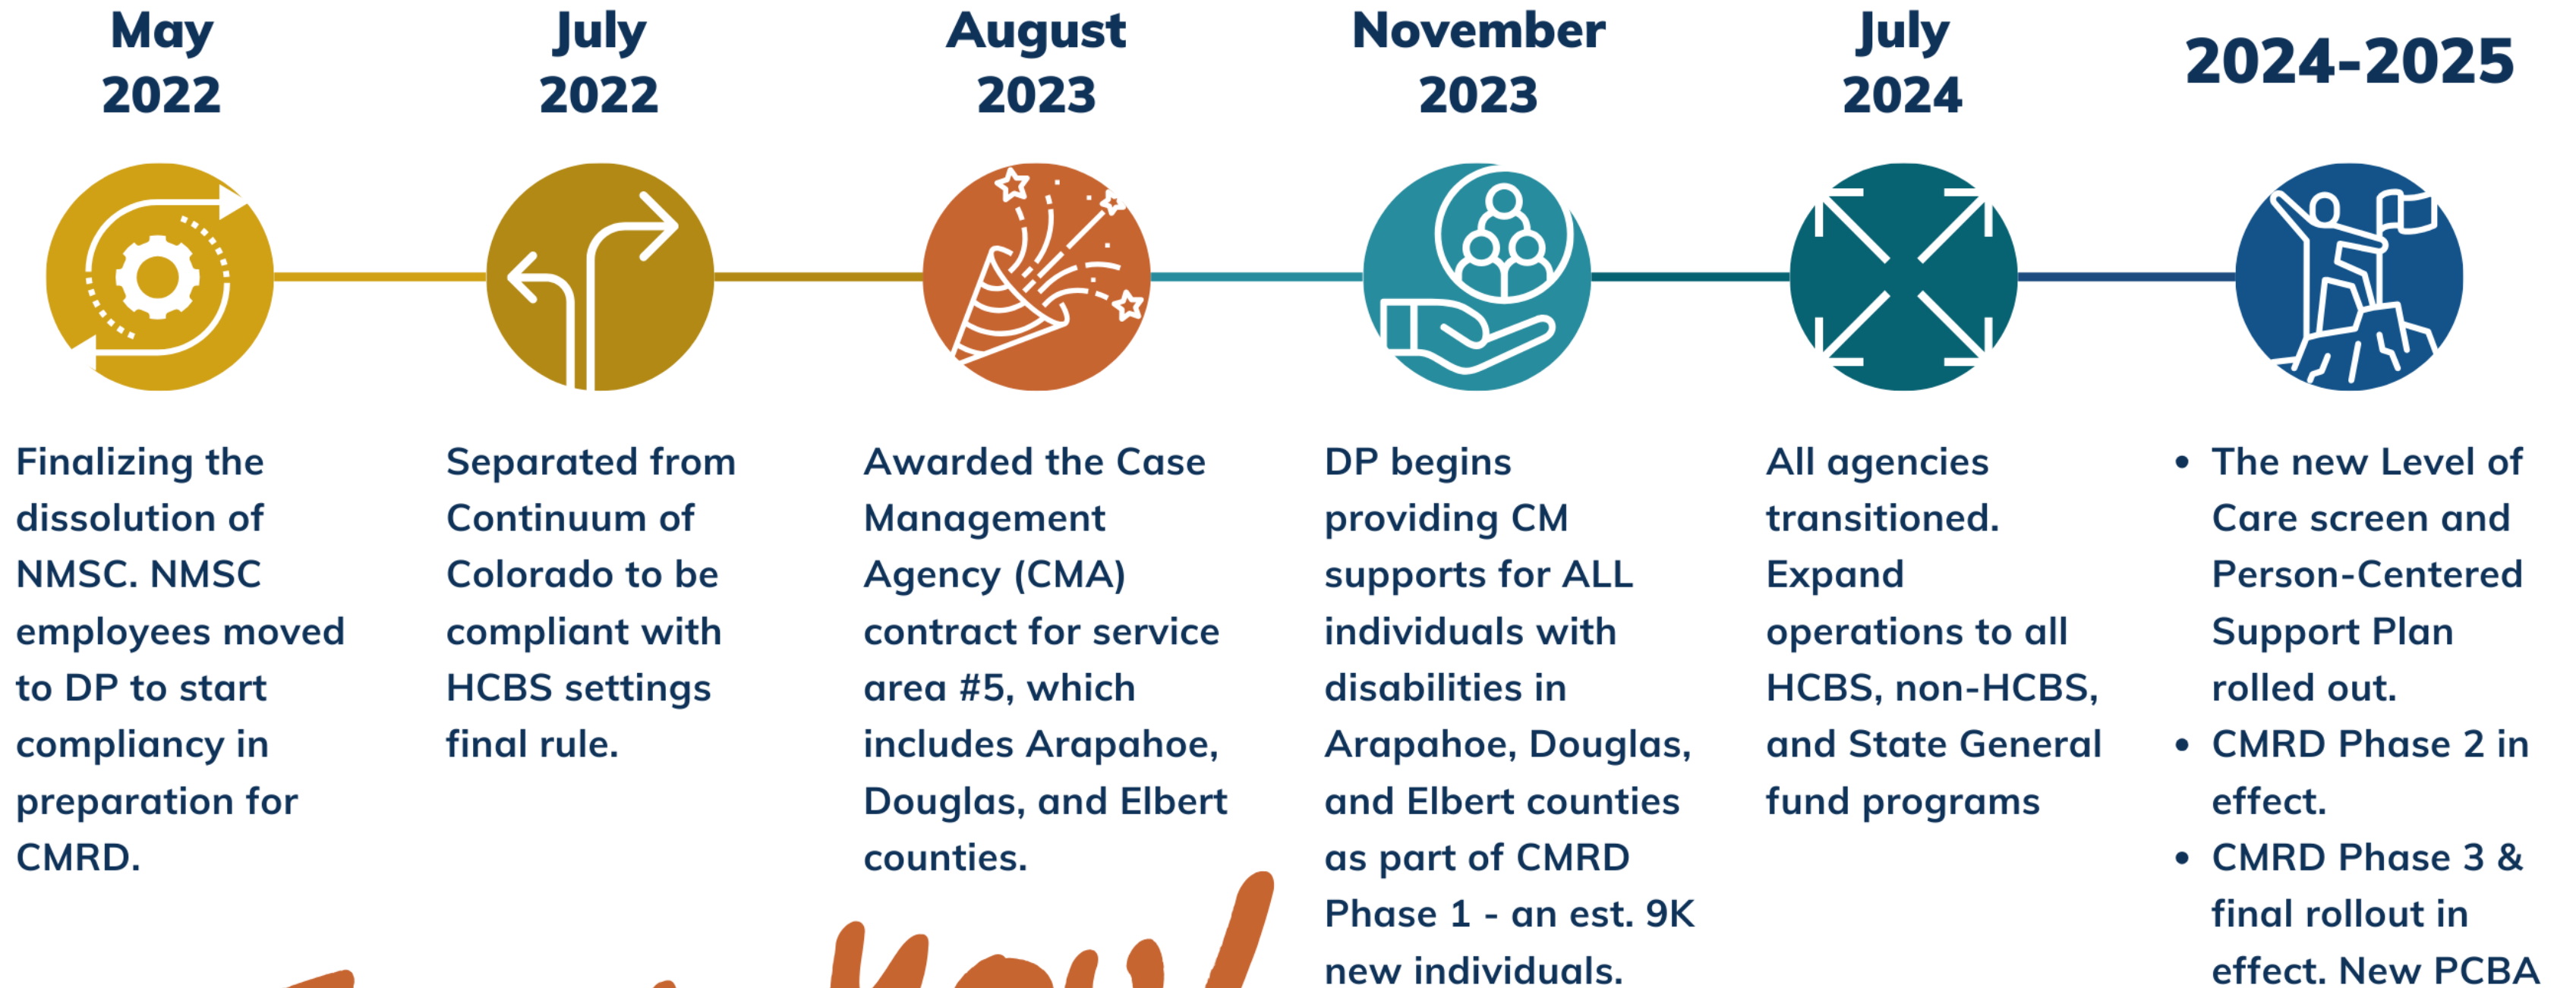 May
2022
July
2022
August
2023
November
2023
July
2024
2024-2025
Finalizing the
dissolution of
NMSC. NMSC
employees moved
to DP to start
compliancy in
preparation for
CMRD.
Separated from
Continuum of
Colorado to be
compliant with
HCBS settings
final rule.
Awarded the Case
Management
Agency (CMA)
contract for service
area #5, which
includes Arapahoe,
Douglas, and Elbert
counties.
DP begins
providing CM
supports for ALL
individuals with
disabilities in
Arapahoe, Douglas,
and Elbert counties
as part of CMRD
Phase 1 - an est. 9K
new individuals.
All agencies
transitioned.
Expand
operations to all
HCBS, non-HCBS,
and State General
fund programs
• The new Level of
Care screen and
Person-Centered
Support Plan
rolled out.
• CMRD Phase 2 in
effect.
• CMRD Phase 3 &
final rollout in
effect. New PCBA